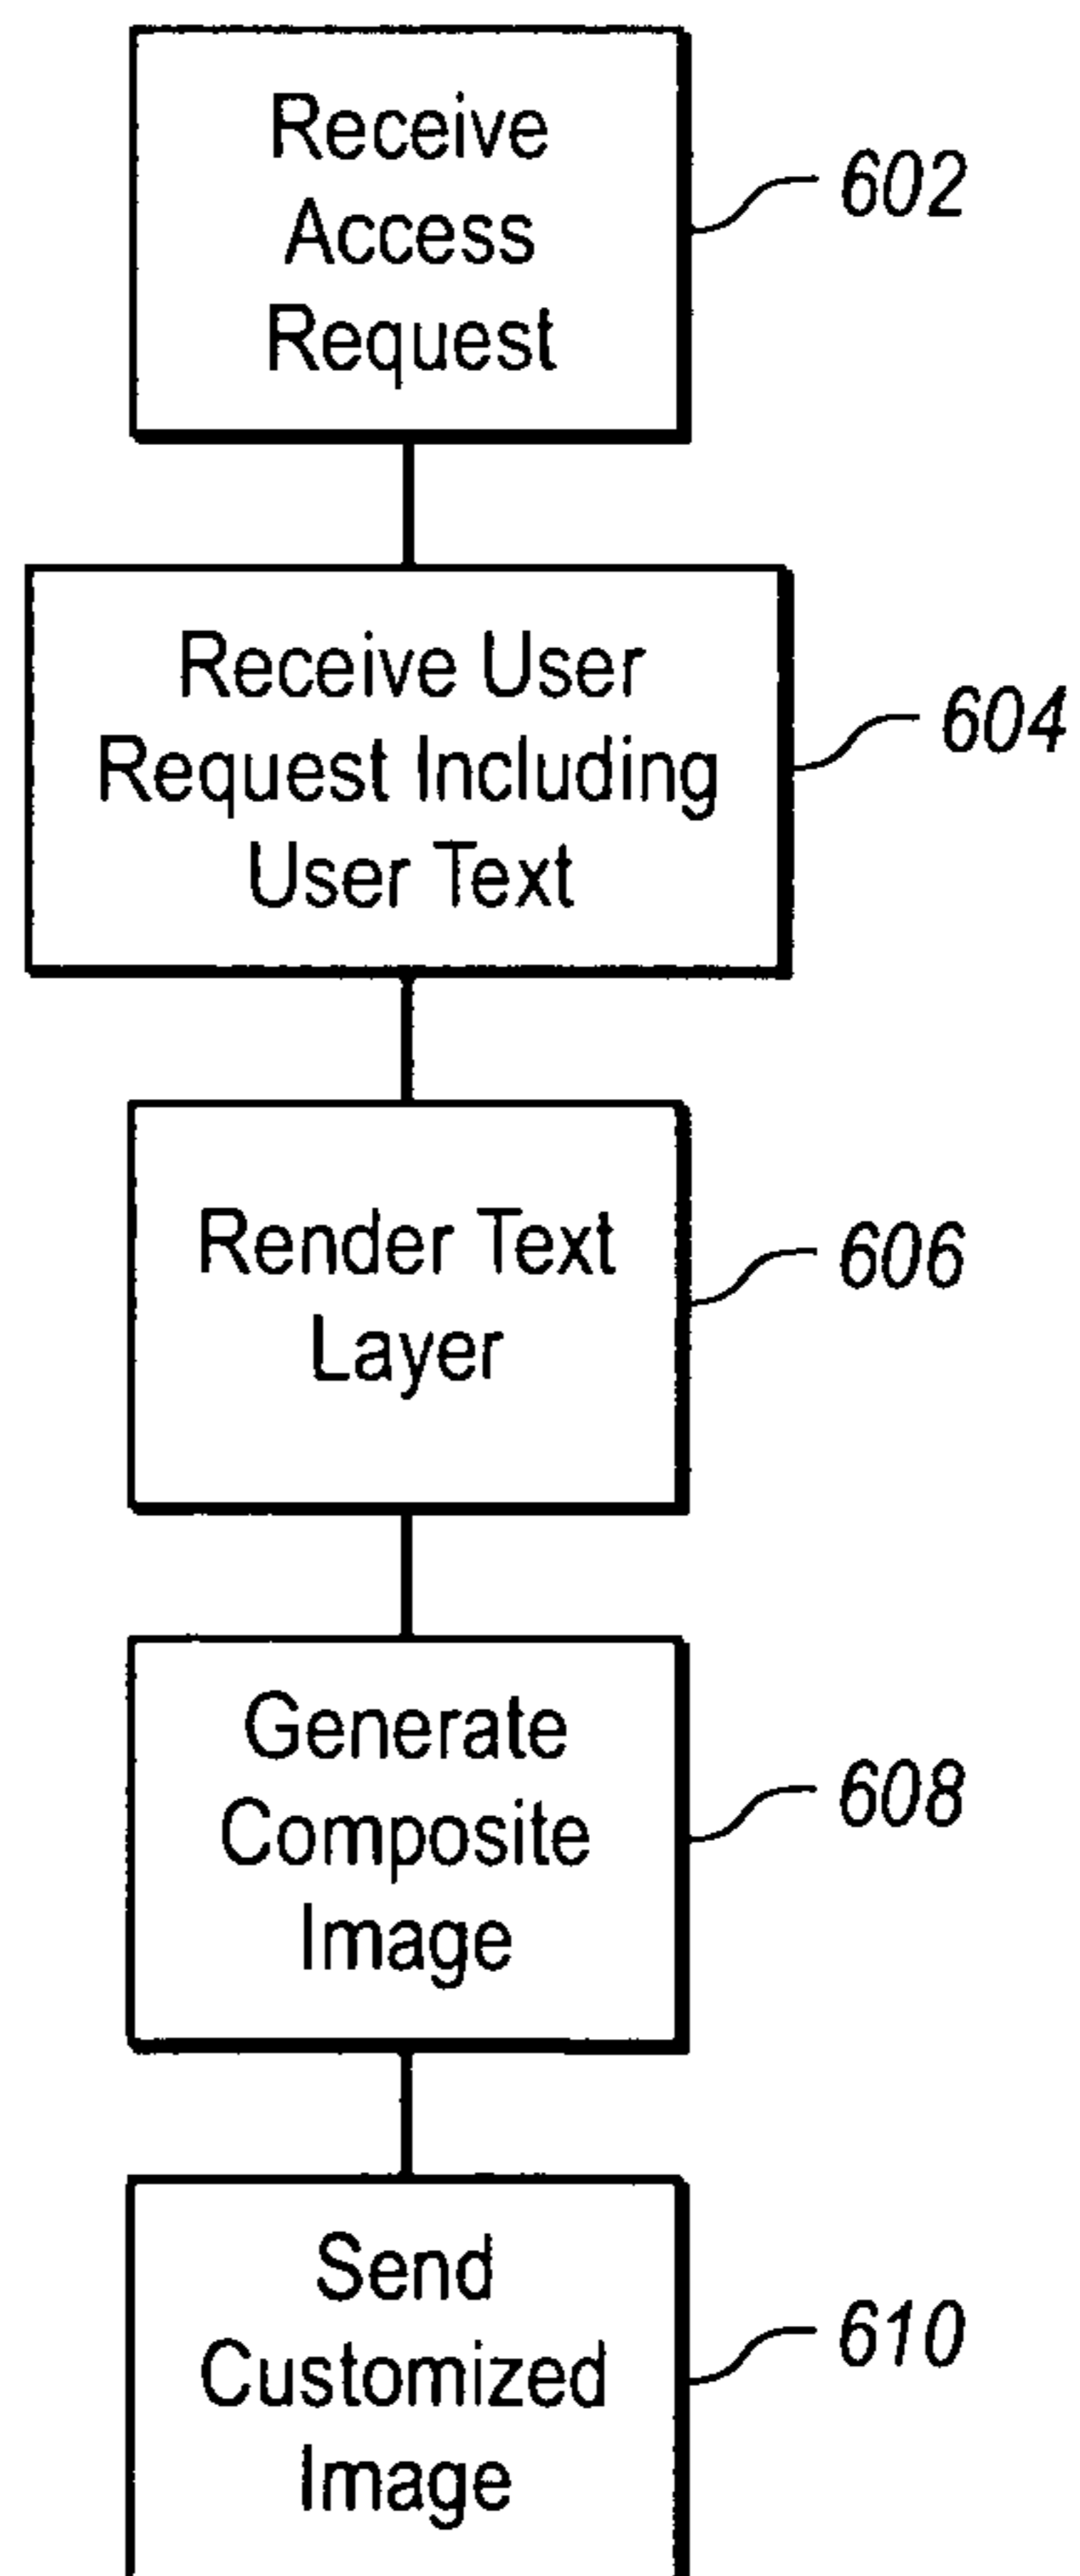 Receive
Access
Request
602
Receive User
Request Including
User Text
604
Render Text
Layer
606
Generate
Composite
Image
608
Send
Customized
Image
610